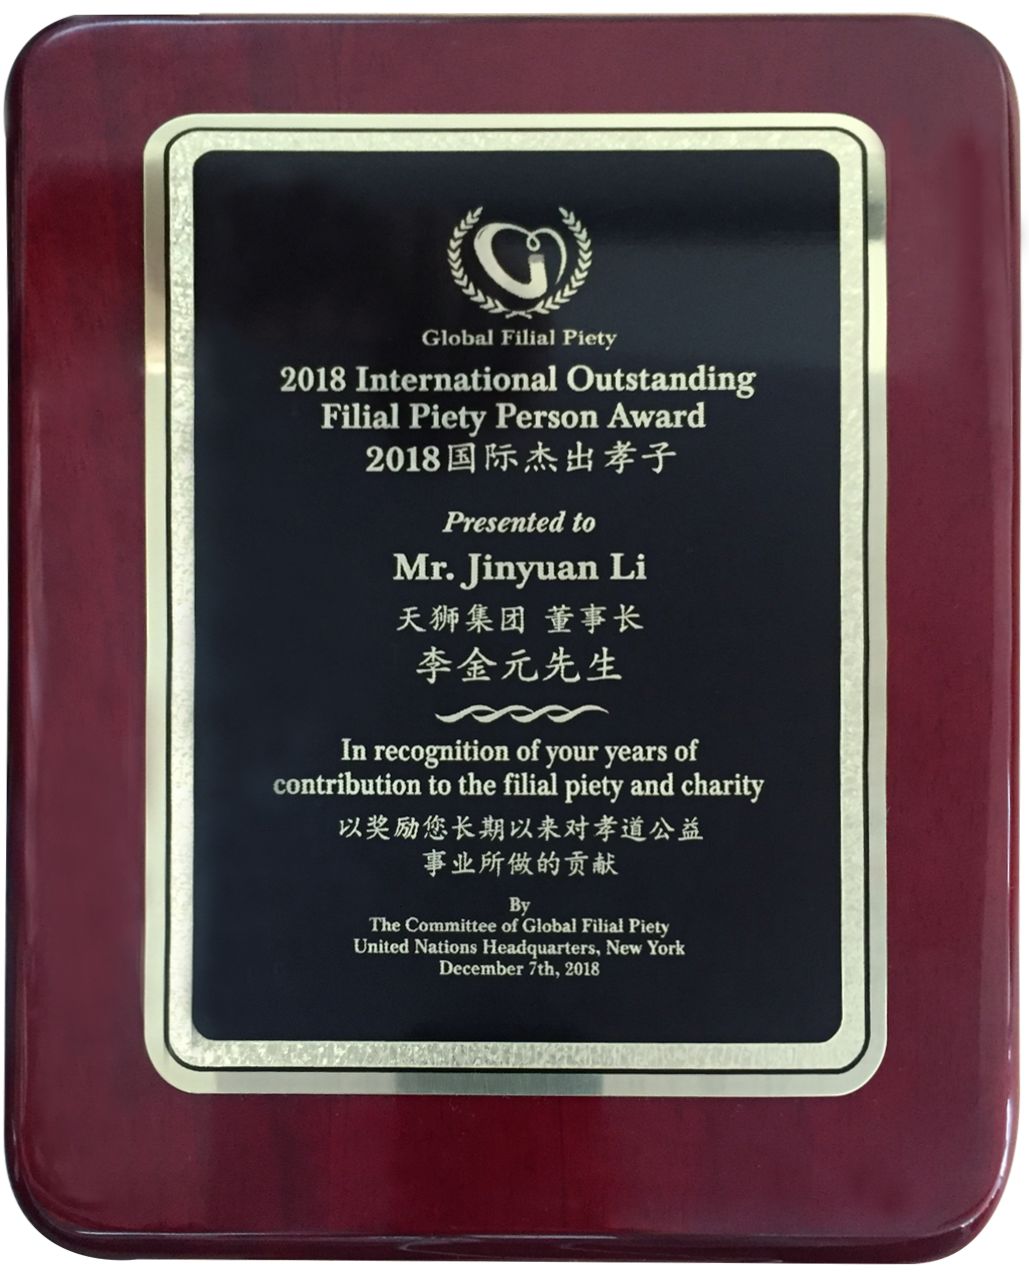 Global Filial Piety
2018 International Outstanding
Filial Piety Person Award
2018国际杰出孝子
Presented to
Mr. Jinyuan Li
天狮集团 董事长
李金元先生
In recognition of your years of
contribution to the filial piety and charity
以奖励您长期以来对孝道公益
事业所做的贡献
By
The Committee of Global Filial Piety
United Nations Headquarters, New York
December 7th, 2018